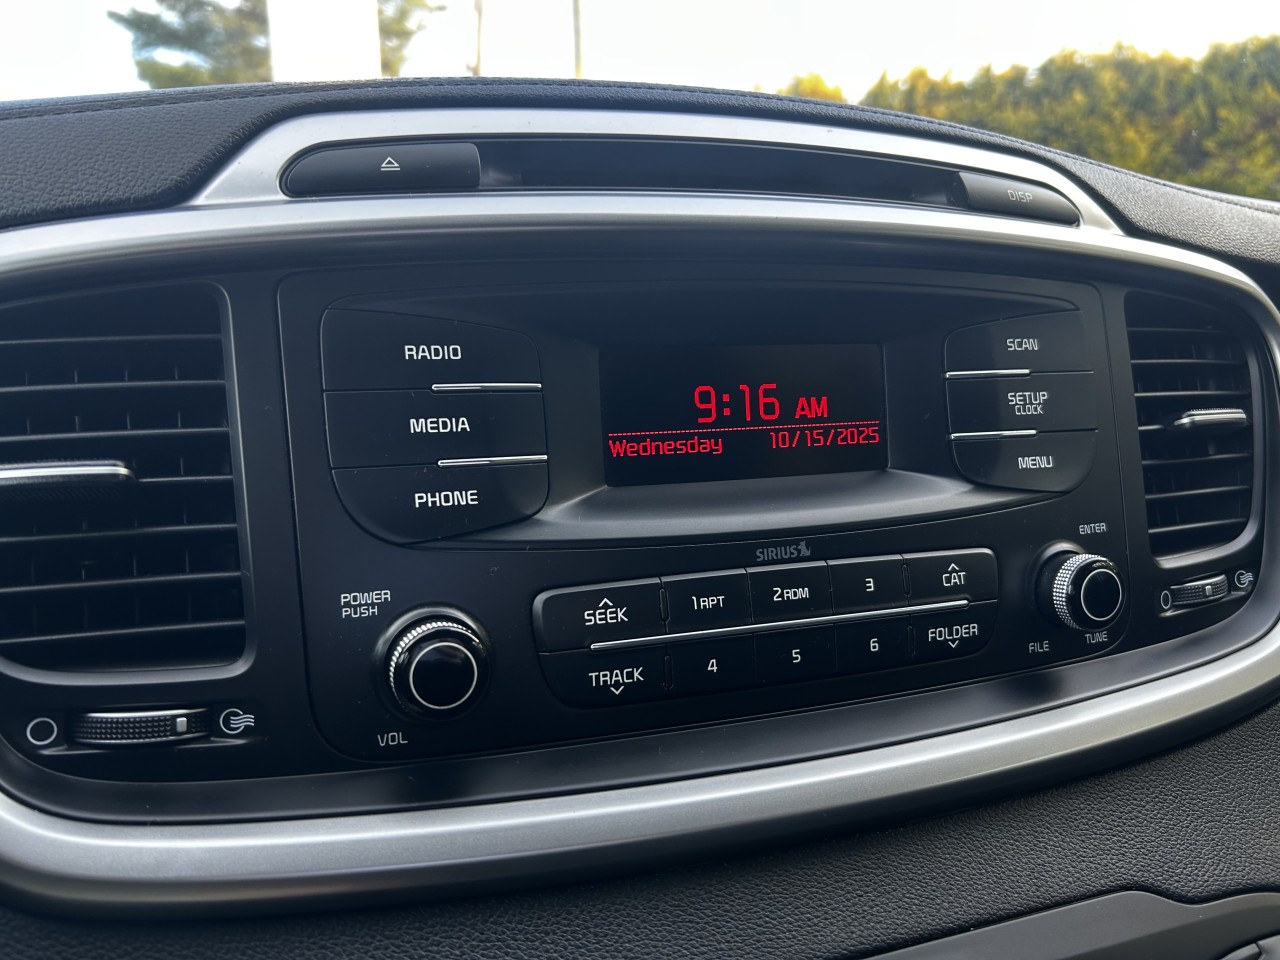 DISP
RADIO
MEDIA
PHONE
9:16 AM
Wednesday 10/15/2025
SCAN
SETUP
CLOCK
MENU
SIRIUS
POWER
PUSH
VOL
SEEK
1 RPT
2 RDM
3
CAT
TRACK
4
5
6
FOLDER
ENTER
FILE
TUNE